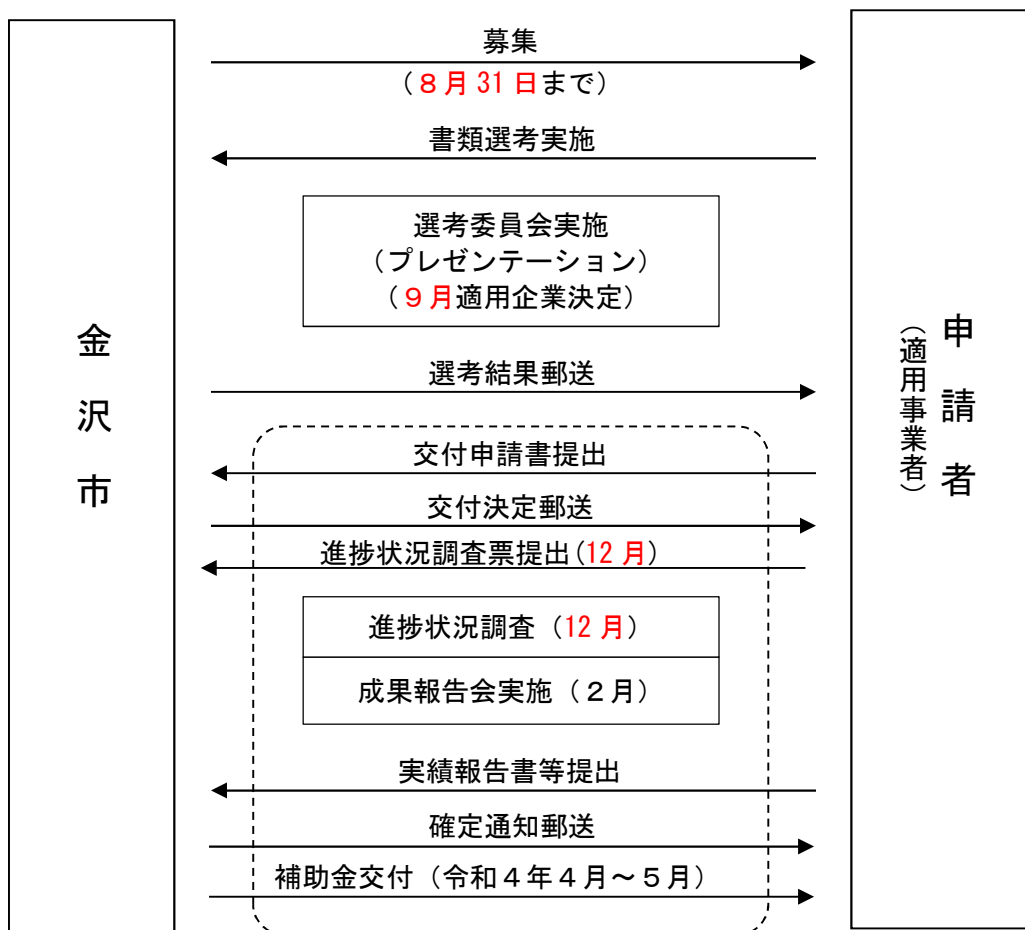 募集
（８月31日まで）
書類選考実施
選考委員会実施
（プレゼンテーション）
（９月適用企業決定）
選考結果郵送
交付申請書提出
交付決定郵送
進捗状況調査票提出(12月)
進捗状況調査（12月）
成果報告会実施（２月）
実績報告書等提出
確定通知郵送
補助金交付（令和４年４月～５月）
金沢市
申請者
（適用事業者）